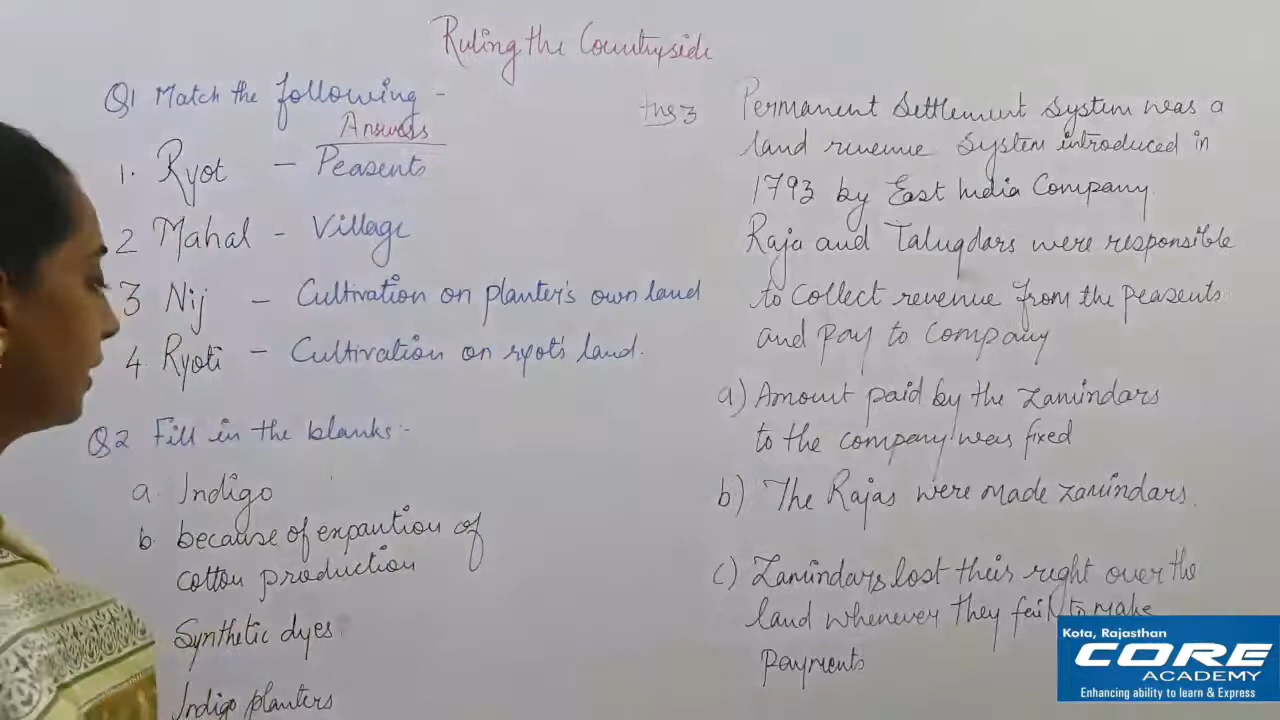 Ruling the Countryside
Q1 Match the following -
Answers
1. Ryot - Peasents
2 Mahal - Village
3 Nij - Cultivation on planter's own land
4. Ryoti - Cultivation on ryot's land.
Q2 Fill in the blanks:-
a. Indigo
b. because of expantion of
cotton production
Synthetic dyes.
Indigo planters
Ans 3 Permanent Settlement System was a
land revenue system introduced in
1793 by East India Company.
Raja and Taluqdars were responsible
to collect revenue from the peasents
and pay to company
a) Amount paid by the zamindars
to the company was fixed
b) The Rajas were made zamindars.
c) Zamindars lost their right over the
land whenever they fail to make
payments
Kota, Rajasthan
CORE
ACADEMY
Enhancing ability to learn & Express